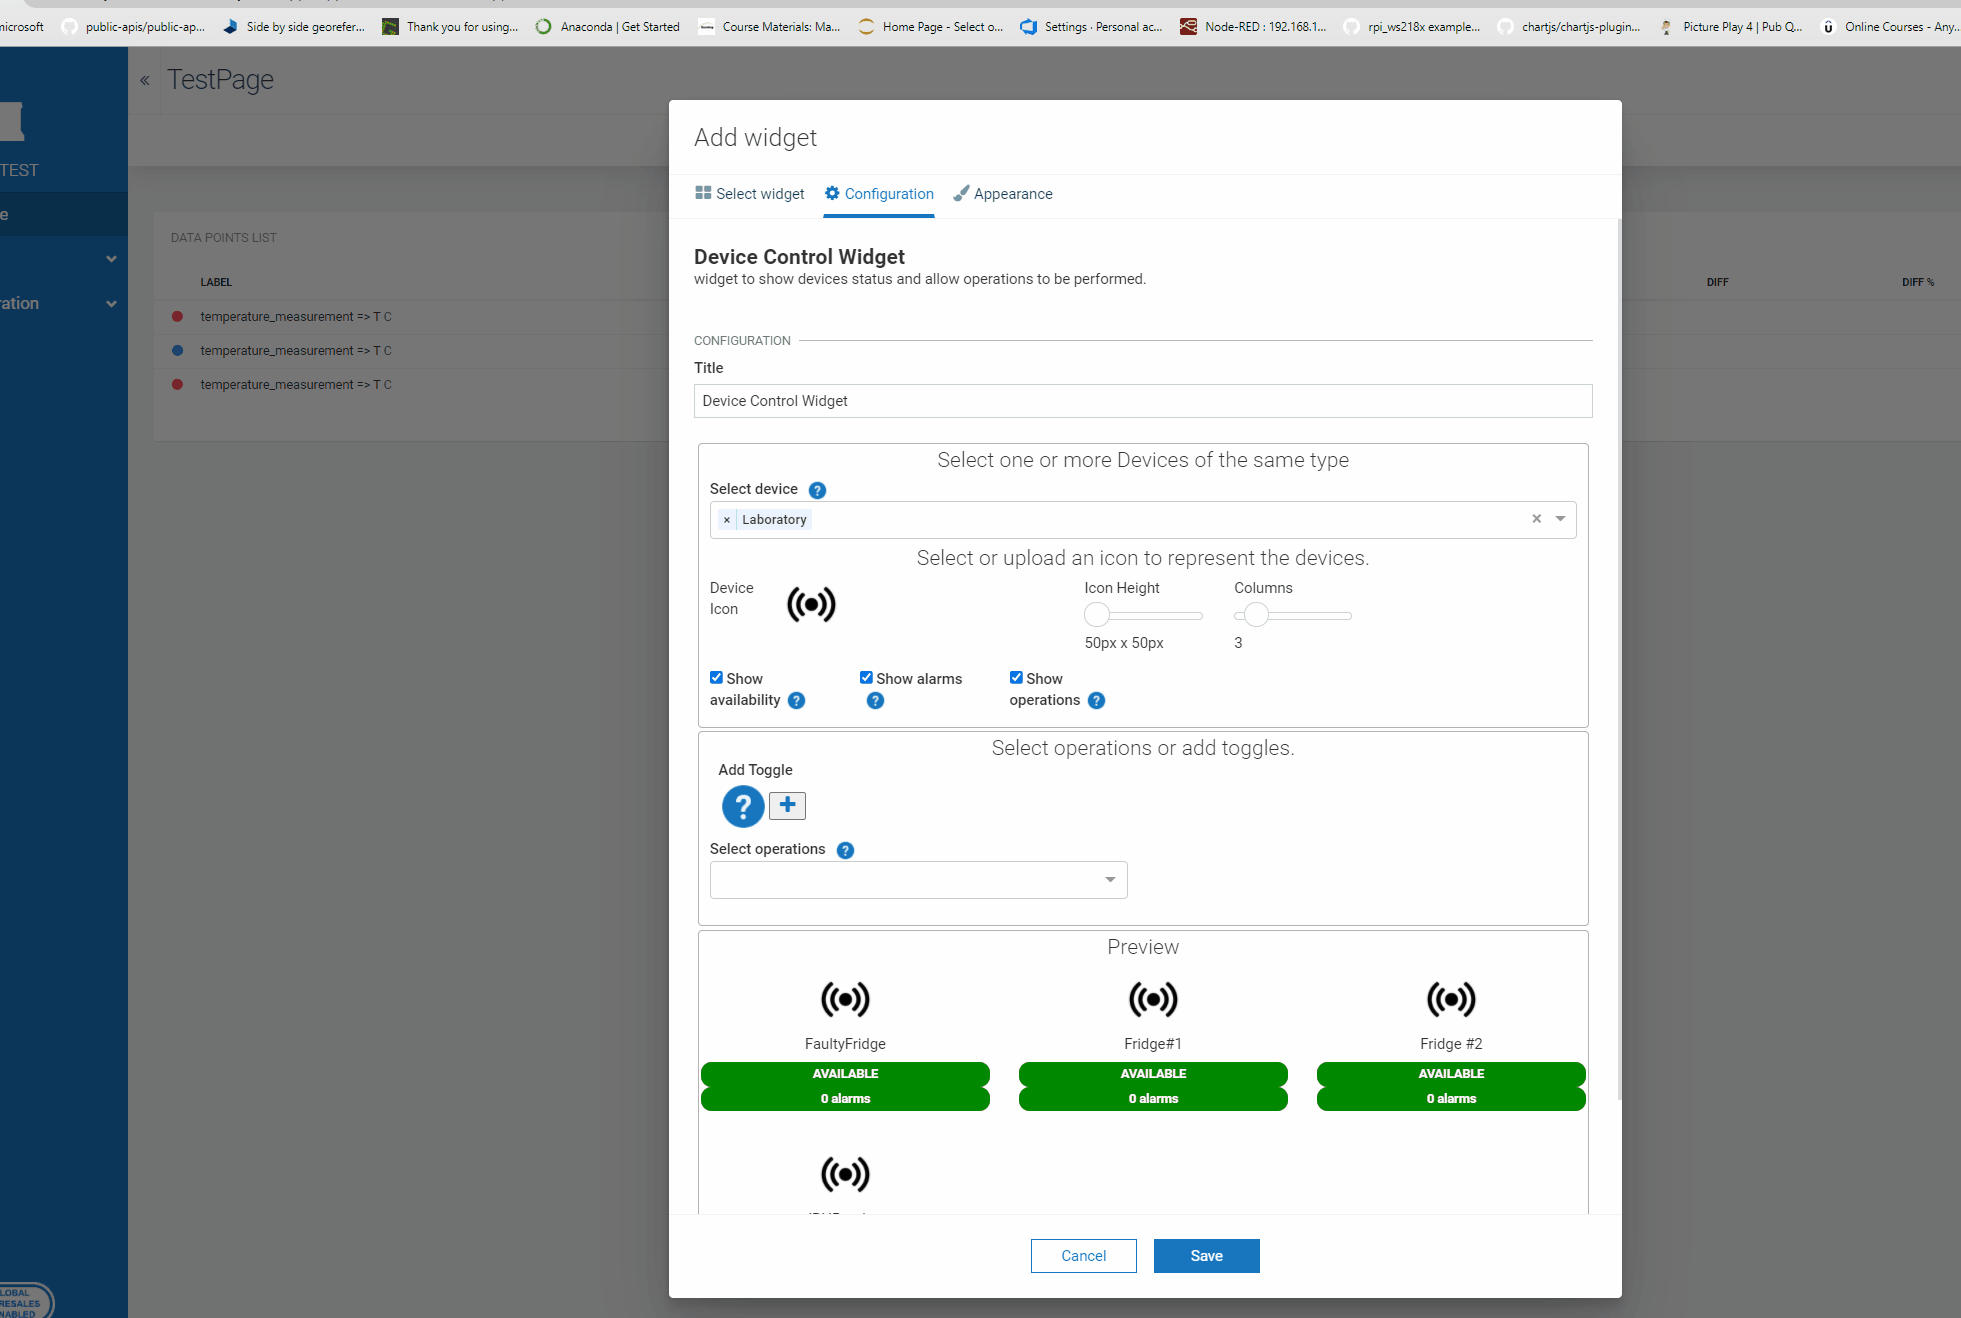 microsoft
public-apis/public-ap...
Side by side georefer...
Thank you for using...
Anaconda | Get Started
Course Materials: Ma...
Home Page - Select o...
Settings · Personal ac...
Node-RED : 192.168.1...
rpi_ws218x example...
chartjs/chartjs-plugin...
Picture Play 4 | Pub Q...
Online Courses - Any...
« TestPage
TEST
e
ration
DATA POINTS LIST
LABEL
DIFF
DIFF %
temperature_measurement => T C
temperature_measurement => T C
temperature_measurement => T C
Add widget
Select widget
Configuration
Appearance
Device Control Widget
widget to show devices status and allow operations to be performed.
CONFIGURATION
Title
Device Control Widget
Select one or more Devices of the same type
Select device ?
× Laboratory ×
Select or upload an icon to represent the devices.
Device
Icon
Icon Height
50px x 50px
Columns
3
Show
availability ?
Show alarms
?
Show
operations ?
Select operations or add toggles.
Add Toggle
? +
Select operations ?
Preview
FaultyFridge
AVAILABLE
0 alarms
Fridge#1
AVAILABLE
0 alarms
Fridge #2
AVAILABLE
0 alarms
Cancel
Save
LOBAL
RESALES
NABLED